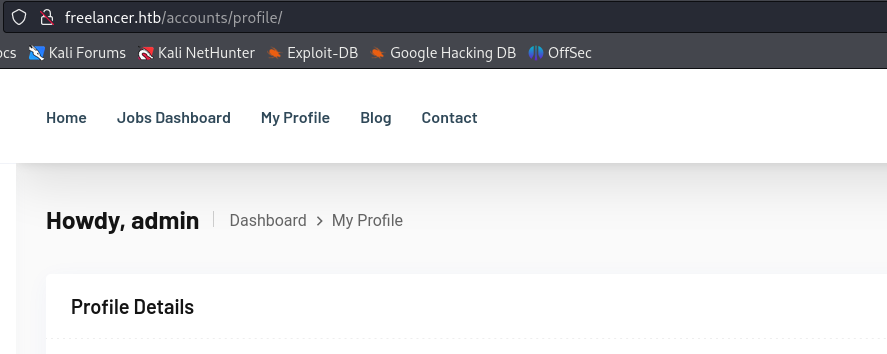 freelancer.htb/accounts/profile/
ocs Kali Forums Kali NetHunter Exploit-DB Google Hacking DB OffSec
Home Jobs Dashboard My Profile Blog Contact
Howdy, admin Dashboard > My Profile
Profile Details